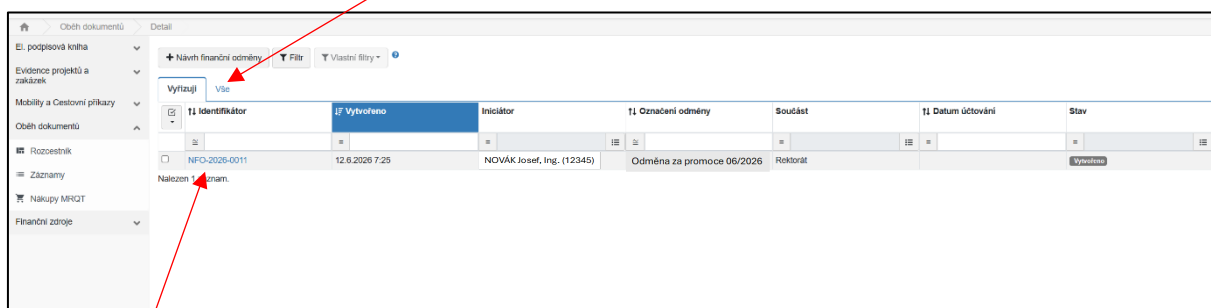 Oběh dokumentů Detail
El. podpisová kniha
Evidence projektů a
zakázek
Mobility a Cestovní příkazy
Oběh dokumentů
Rozcestník
Záznamy
Nákupy MRQT
Finanční zdroje
+ Návrh finanční odměny Filtr Vlastní filtry
Vyřizuji Vše
Identifikátor Vytvořeno Iniciátor Označení odměny Součást Datum účtování Stav
≅ = = ≅ = = =
NFO-2026-0011 12.6.2026 7:25 NOVÁK Josef, Ing. (12345) Odměna za promoce 06/2026 Rektorát Vytvořeno
Nalezen 1 záznam.